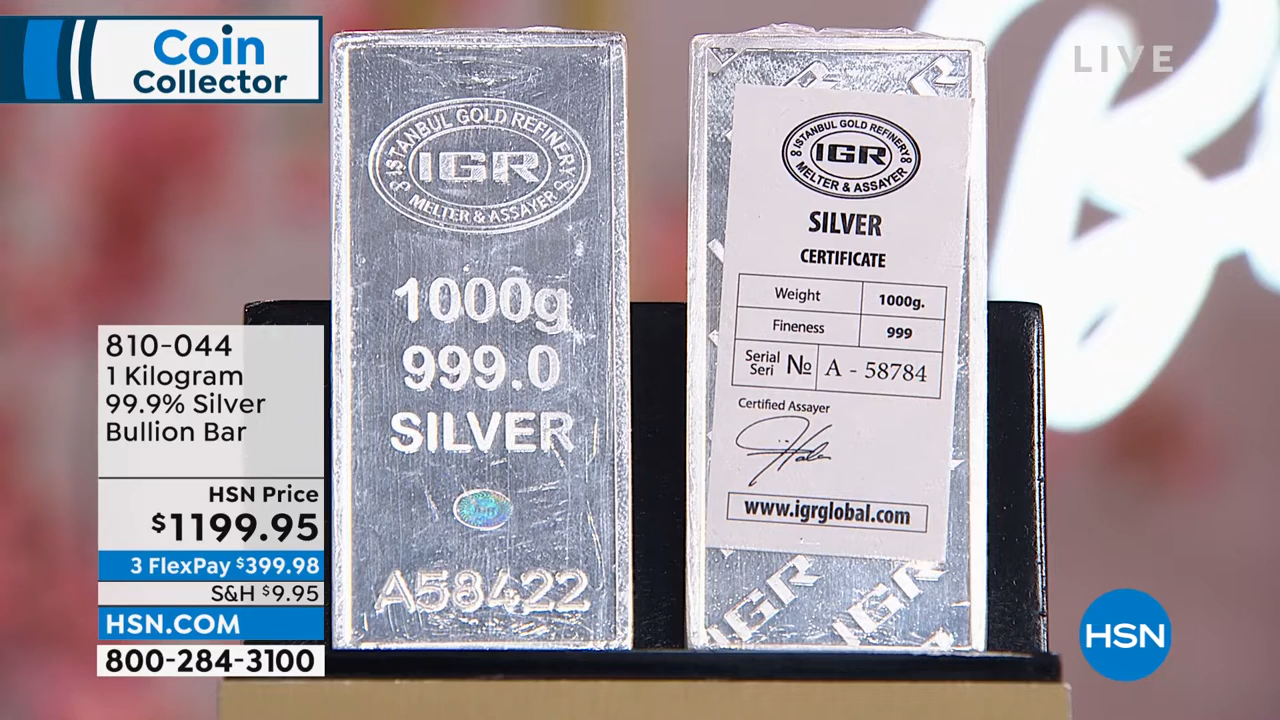 Coin
Collector
LIVE
ISTANBUL GOLD REFINERY
IGR
MELTER & ASSAYER
1000g
999.0
SILVER
A58422
ISTANBUL GOLD REFINERY
IGR
MELTER & ASSAYER
SILVER
CERTIFICATE
Weight 1000g.
Fineness 999
Serial
Seri № A - 58784
Certified Assayer
www.igrglobal.com
IGR IGR
810-044
1 Kilogram
99.9% Silver
Bullion Bar
HSN Price
$1199.95
3 FlexPay $399.98
S&H $9.95
HSN.COM
800-284-3100
HSN